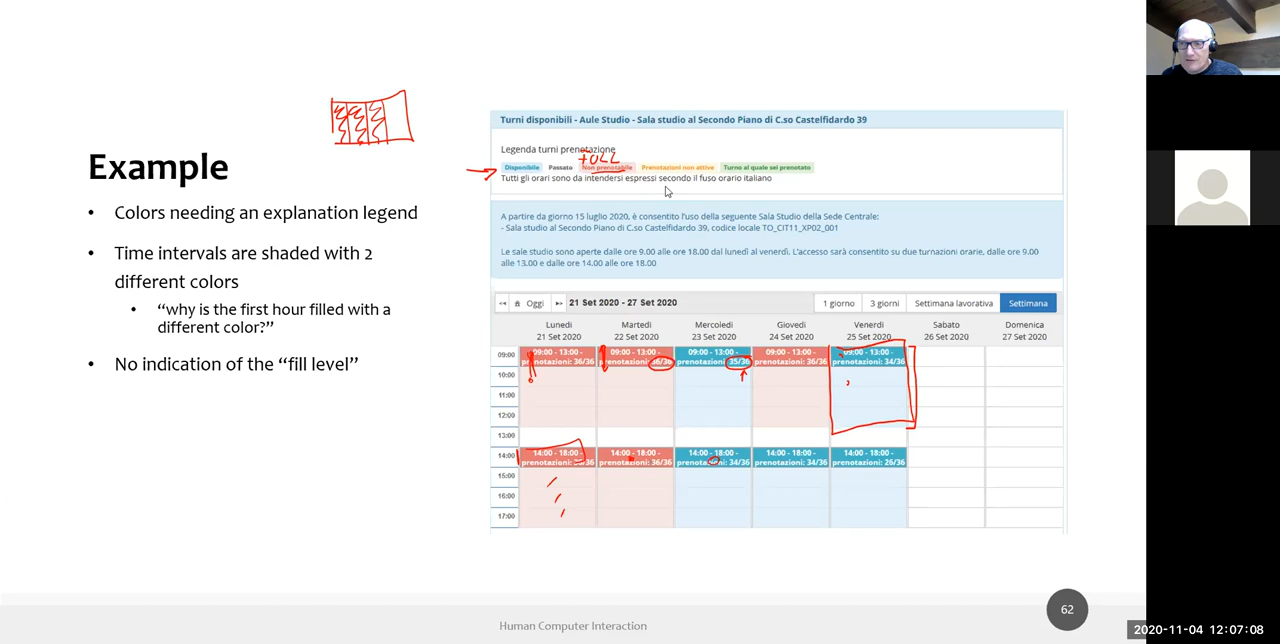 Example
• Colors needing an explanation legend
• Time intervals are shaded with 2
different colors
• “why is the first hour filled with a
different color?”
• No indication of the “fill level”
Turni disponibili - Aule Studio - Sala studio al Secondo Piano di C.so Castelfidardo 39
Legenda turni prenotazione
FULL
Disponibile Passato Non prenotabile Prenotazioni non attive Turno al quale sei prenotato
Tutti gli orari sono da intendersi espressi secondo il fuso orario italiano
A partire da giorno 15 luglio 2020, è consentito l'uso della seguente Sala Studio della Sede Centrale:
- Sala studio al Secondo Piano di C.so Castelfidardo 39, codice locale TO_CIT11_XP02_001
Le sale studio sono aperte dalle ore 9.00 alle ore 18.00 dal lunedì al venerdì. L'accesso sarà consentito su due turnazioni orarie, dalle ore 9.00
alle 13.00 e dalle ore 14.00 alle ore 18.00
Oggi 21 Set 2020 - 27 Set 2020 1 giorno 3 giorni Settimana lavorativa Settimana
Lunedì Martedì Mercoledì Giovedì Venerdì Sabato Domenica
21 Set 2020 22 Set 2020 23 Set 2020 24 Set 2020 25 Set 2020 26 Set 2020 27 Set 2020
09:00 09:00 - 13:00 - 09:00 - 13:00 - 09:00 - 13:00 - 09:00 - 13:00 - 09:00 - 13:00 -
prenotazioni: 36/36 prenotazioni: 36/36 prenotazioni: 35/36 prenotazioni: 36/36 prenotazioni: 34/36
10:00
11:00
12:00
13:00
14:00 14:00 - 18:00 - 14:00 - 18:00 - 14:00 - 18:00 - 14:00 - 18:00 - 14:00 - 18:00 -
prenotazioni: prenotazioni: 36/36 prenotazioni: 34/36 prenotazioni: 34/36 prenotazioni: 26/36
15:00
16:00
17:00
Human Computer Interaction
62
2020-11-04 12:07:08